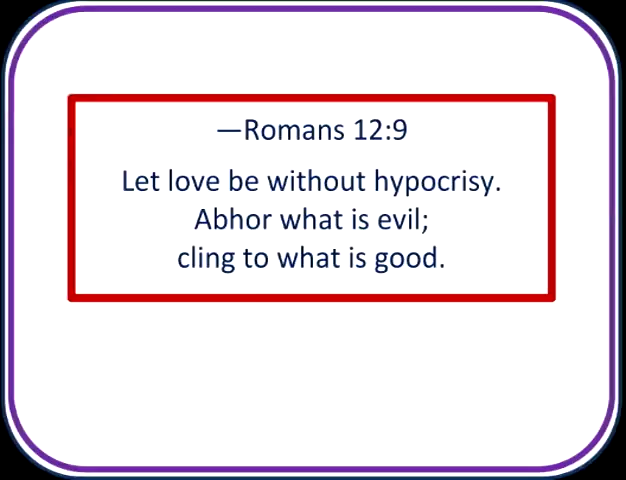 —Romans 12:9
Let love be without hypocrisy.
Abhor what is evil;
cling to what is good.